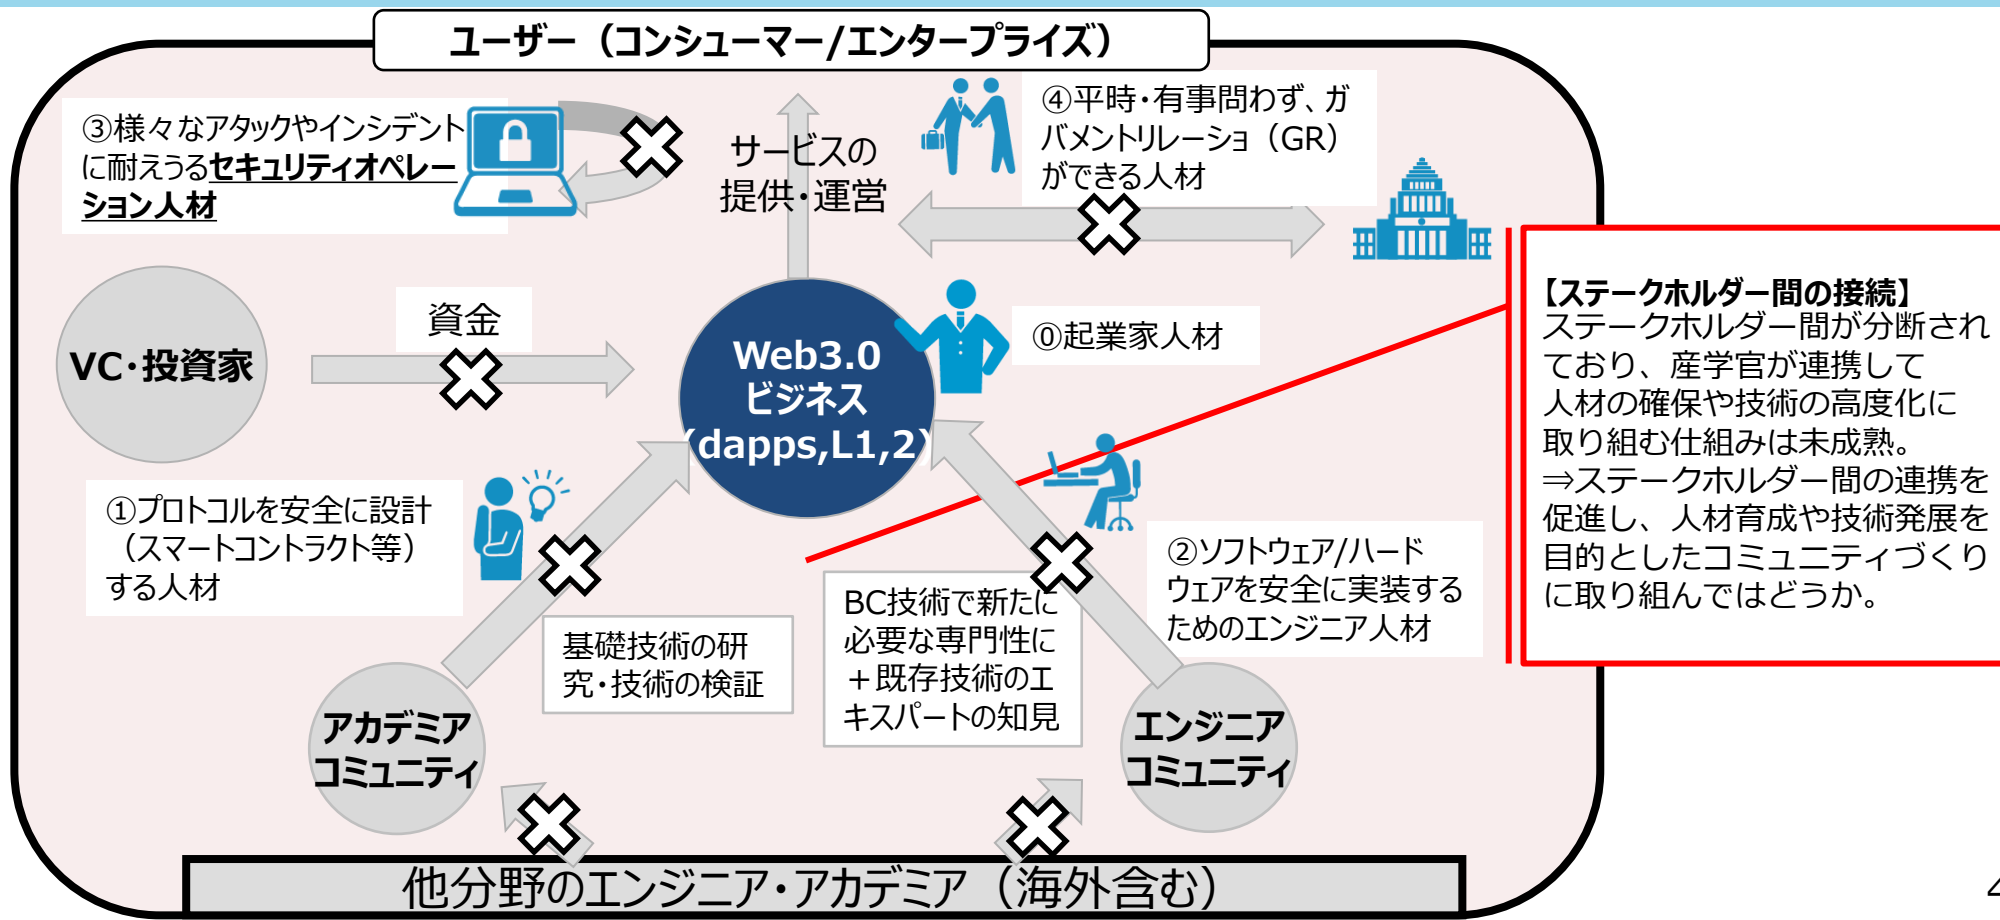 ユーザー（コンシューマー/エンタープライズ）
③様々なアタックやインシデント
に耐えうるセキュリティオペレー
ション人材
サービスの
提供・運営
④平時・有事問わず、ガ
バメントリレーショ（GR）
ができる人材
VC・投資家
資金
Web3.0
ビジネス
(dapps,L1,2)
⓪起業家人材
【ステークホルダー間の接続】
ステークホルダー間が分断され
ており、産学官が連携して
人材の確保や技術の高度化に
取り組む仕組みは未成熟。
⇒ステークホルダー間の連携を
促進し、人材育成や技術発展を
目的としたコミュニティづくり
に取り組んではどうか。
①プロトコルを安全に設計
（スマートコントラクト等）
する人材
②ソフトウェア/ハード
ウェアを安全に実装する
ためのエンジニア人材
基礎技術の研
究・技術の検証
BC技術で新たに
必要な専門性に
＋既存技術のエ
キスパートの知見
アカデミア
コミュニティ
エンジニア
コミュニティ
他分野のエンジニア・アカデミア（海外含む）